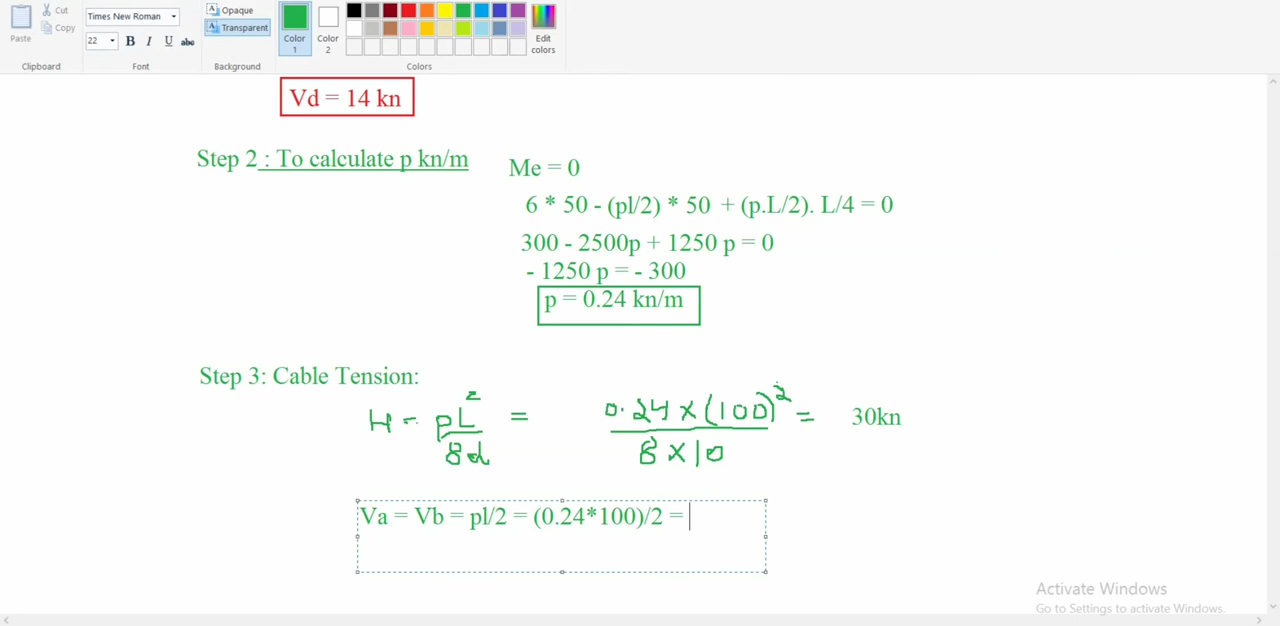 Times New Roman
Opaque
Cut
Copy
Paste
Transparent
22
B I U abc
Color 1
Color 2
Edit colors
Clipboard
Font
Background
Colors
Vd = 14 kn
Step 2 : To calculate p kn/m
Me = 0
6 * 50 - (pl/2) * 50 + (p.L/2). L/4 = 0
300 - 2500p + 1250 p = 0
- 1250 p = - 300
p = 0.24 kn/m
Step 3: Cable Tension:
H = pL²/8d = 0.24 x (100)²/8 x 10 = 30kn
Va = Vb = pl/2 = (0.24*100)/2 =
Activate Windows
Go to Settings to activate Windows.